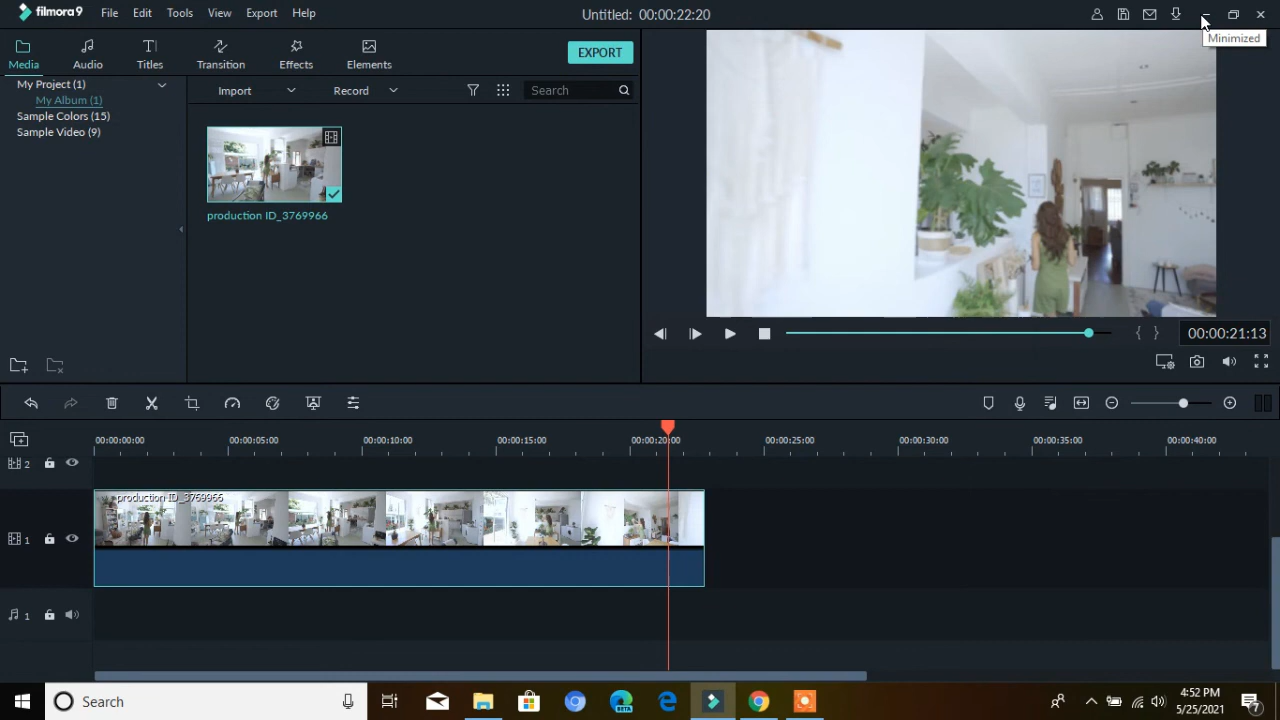 filmora9 File Edit Tools View Export Help Untitled: 00:00:22:20
Minimized
Media Audio Titles Transition Effects Elements EXPORT
My Project (1)
My Album (1)
Sample Colors (15)
Sample Video (9)
Import Record Search
production ID_3769966
00:00:21:13
00:00:00:00 00:00:05:00 00:00:10:00 00:00:15:00 00:00:20:00 00:00:25:00 00:00:30:00 00:00:35:00 00:00:40:00
2
production ID_3769966
1
1
Search
BETA
4:52 PM
5/25/2021
7